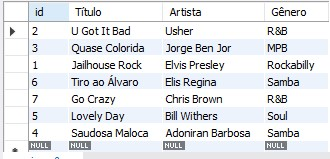 id Título Artista Gênero
2 U Got It Bad Usher R&B
3 Quase Colorida Jorge Ben Jor MPB
1 Jailhouse Rock Elvis Presley Rockabilly
6 Tiro ao Álvaro Elis Regina Samba
7 Go Crazy Chris Brown R&B
5 Lovely Day Bill Withers Soul
4 Saudosa Maloca Adoniran Barbosa Samba
NULL NULL NULL NULL